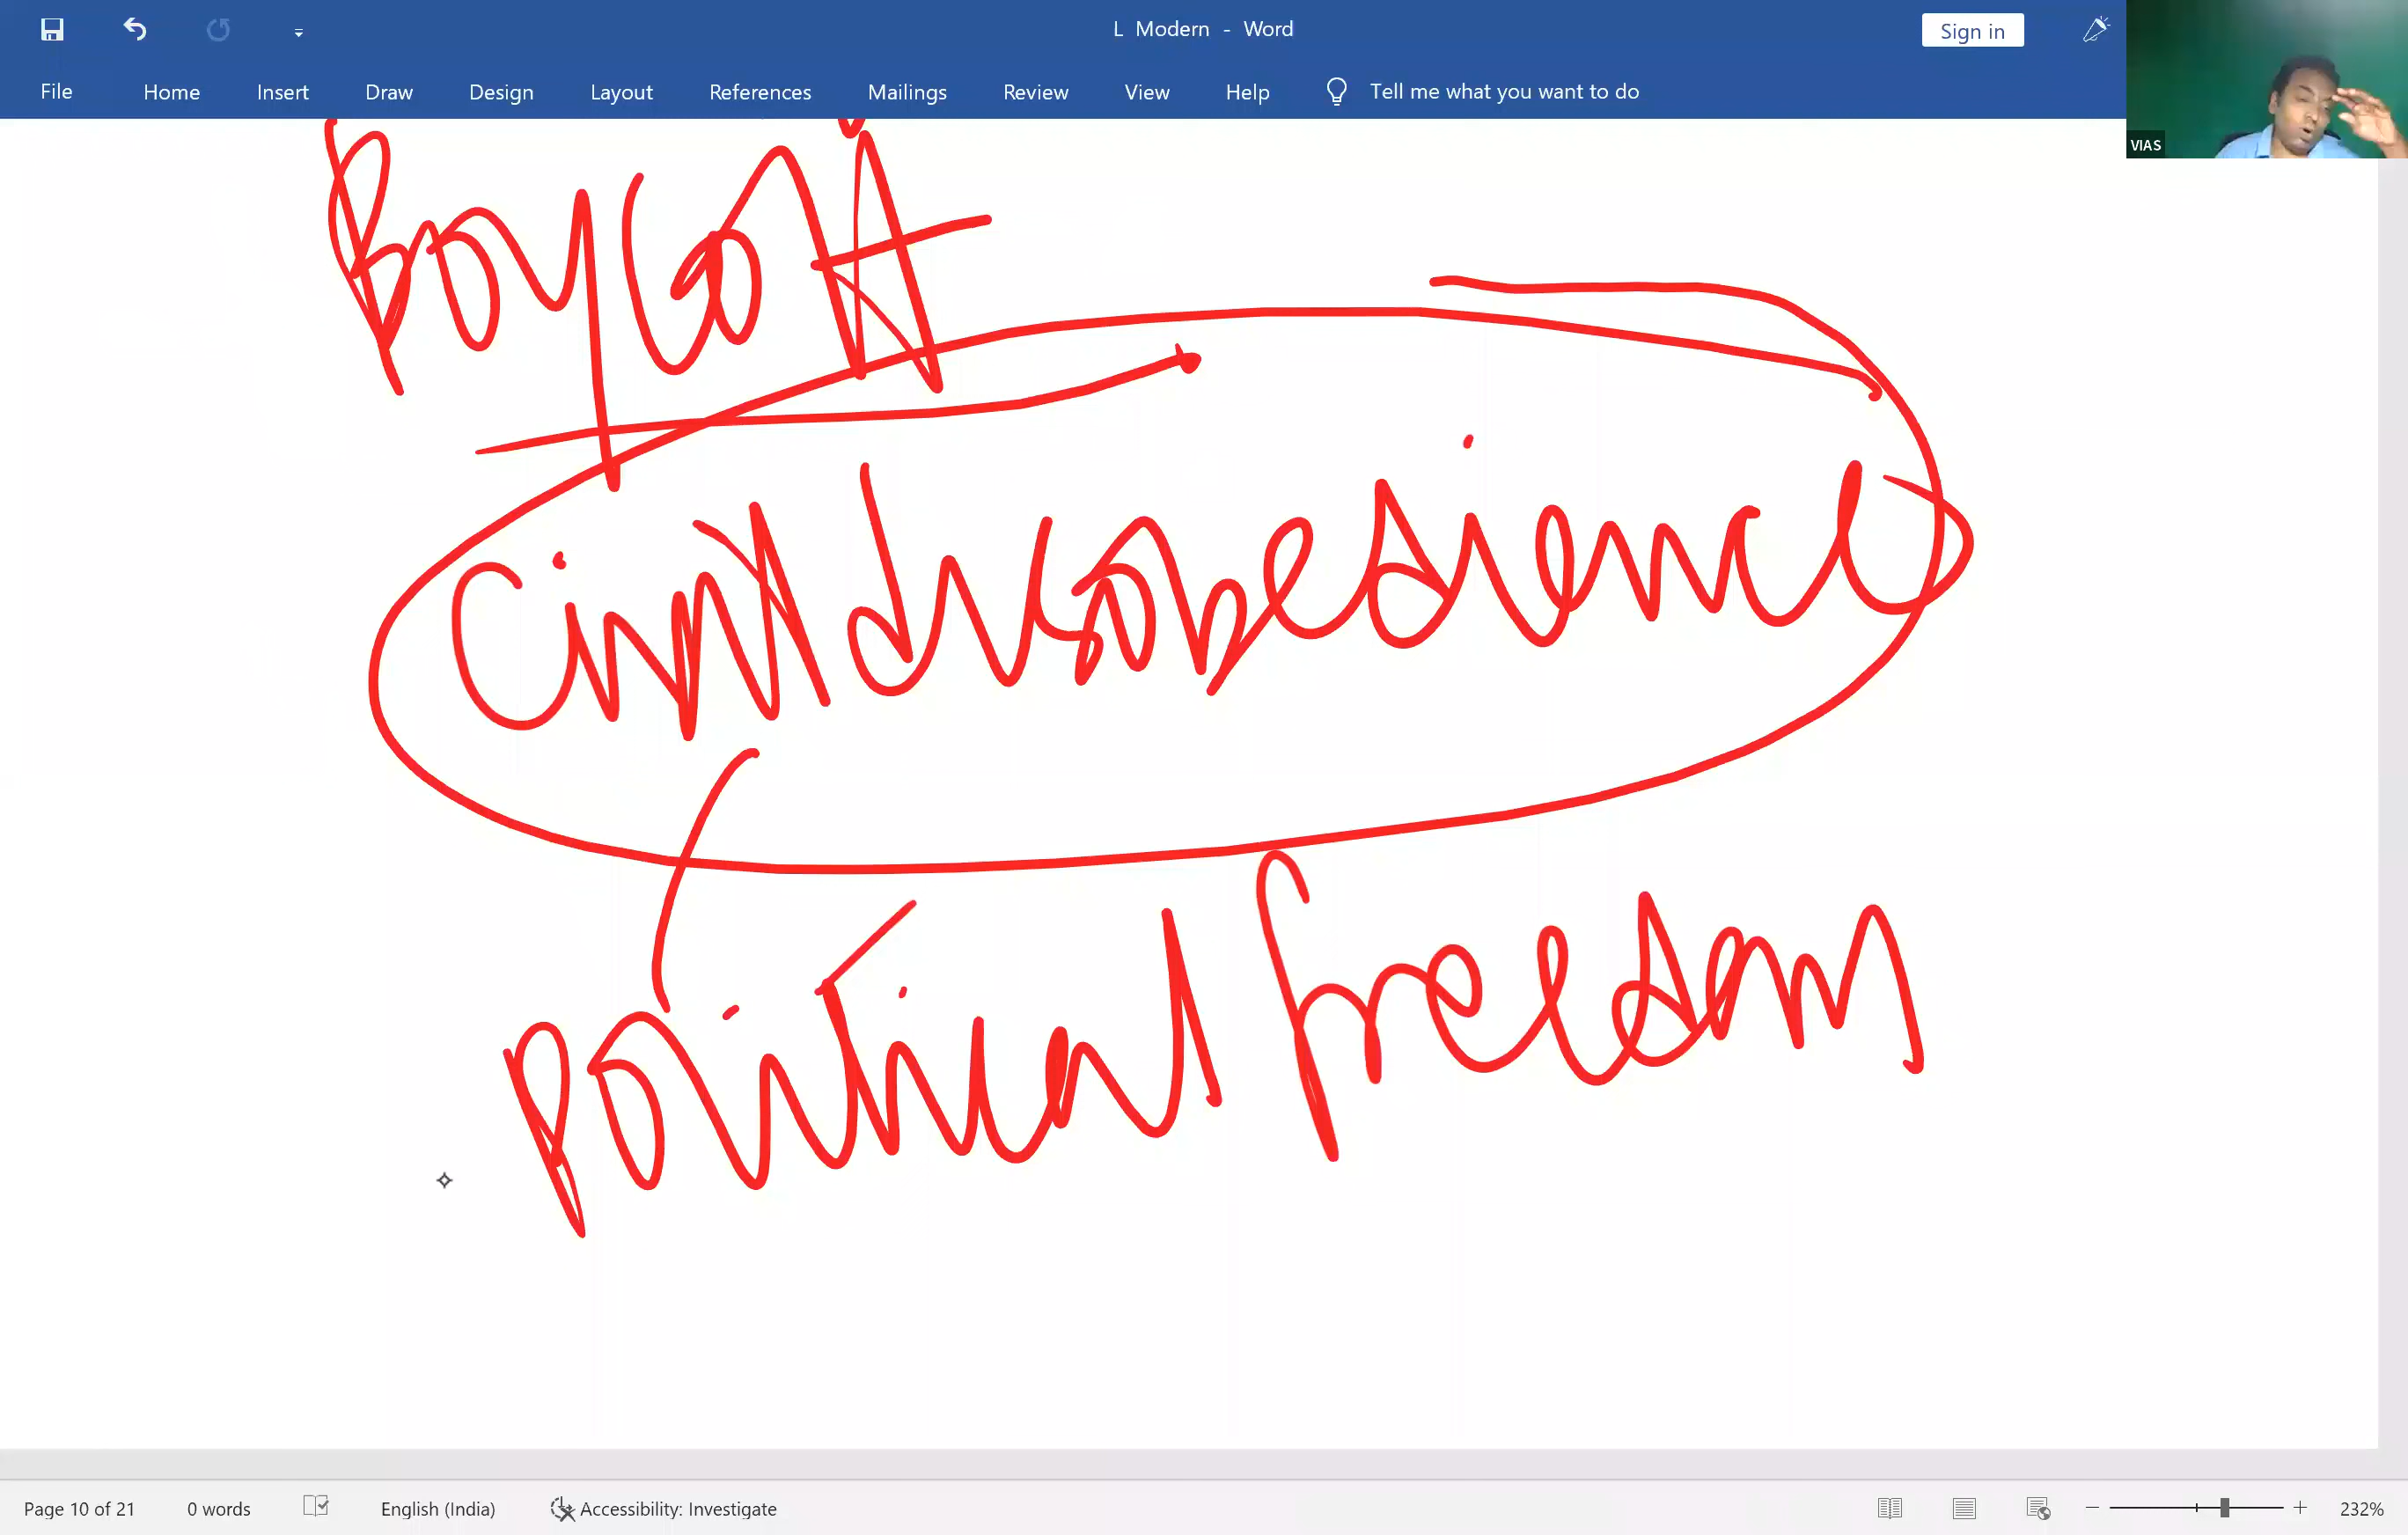 L Modern - Word
Sign in
File Home Insert Draw Design Layout References Mailings Review View Help Tell me what you want to do
VIAS
Boycott
Civil disobesience
political freedom
Page 10 of 21 0 words English (India) Accessibility: Investigate 232%